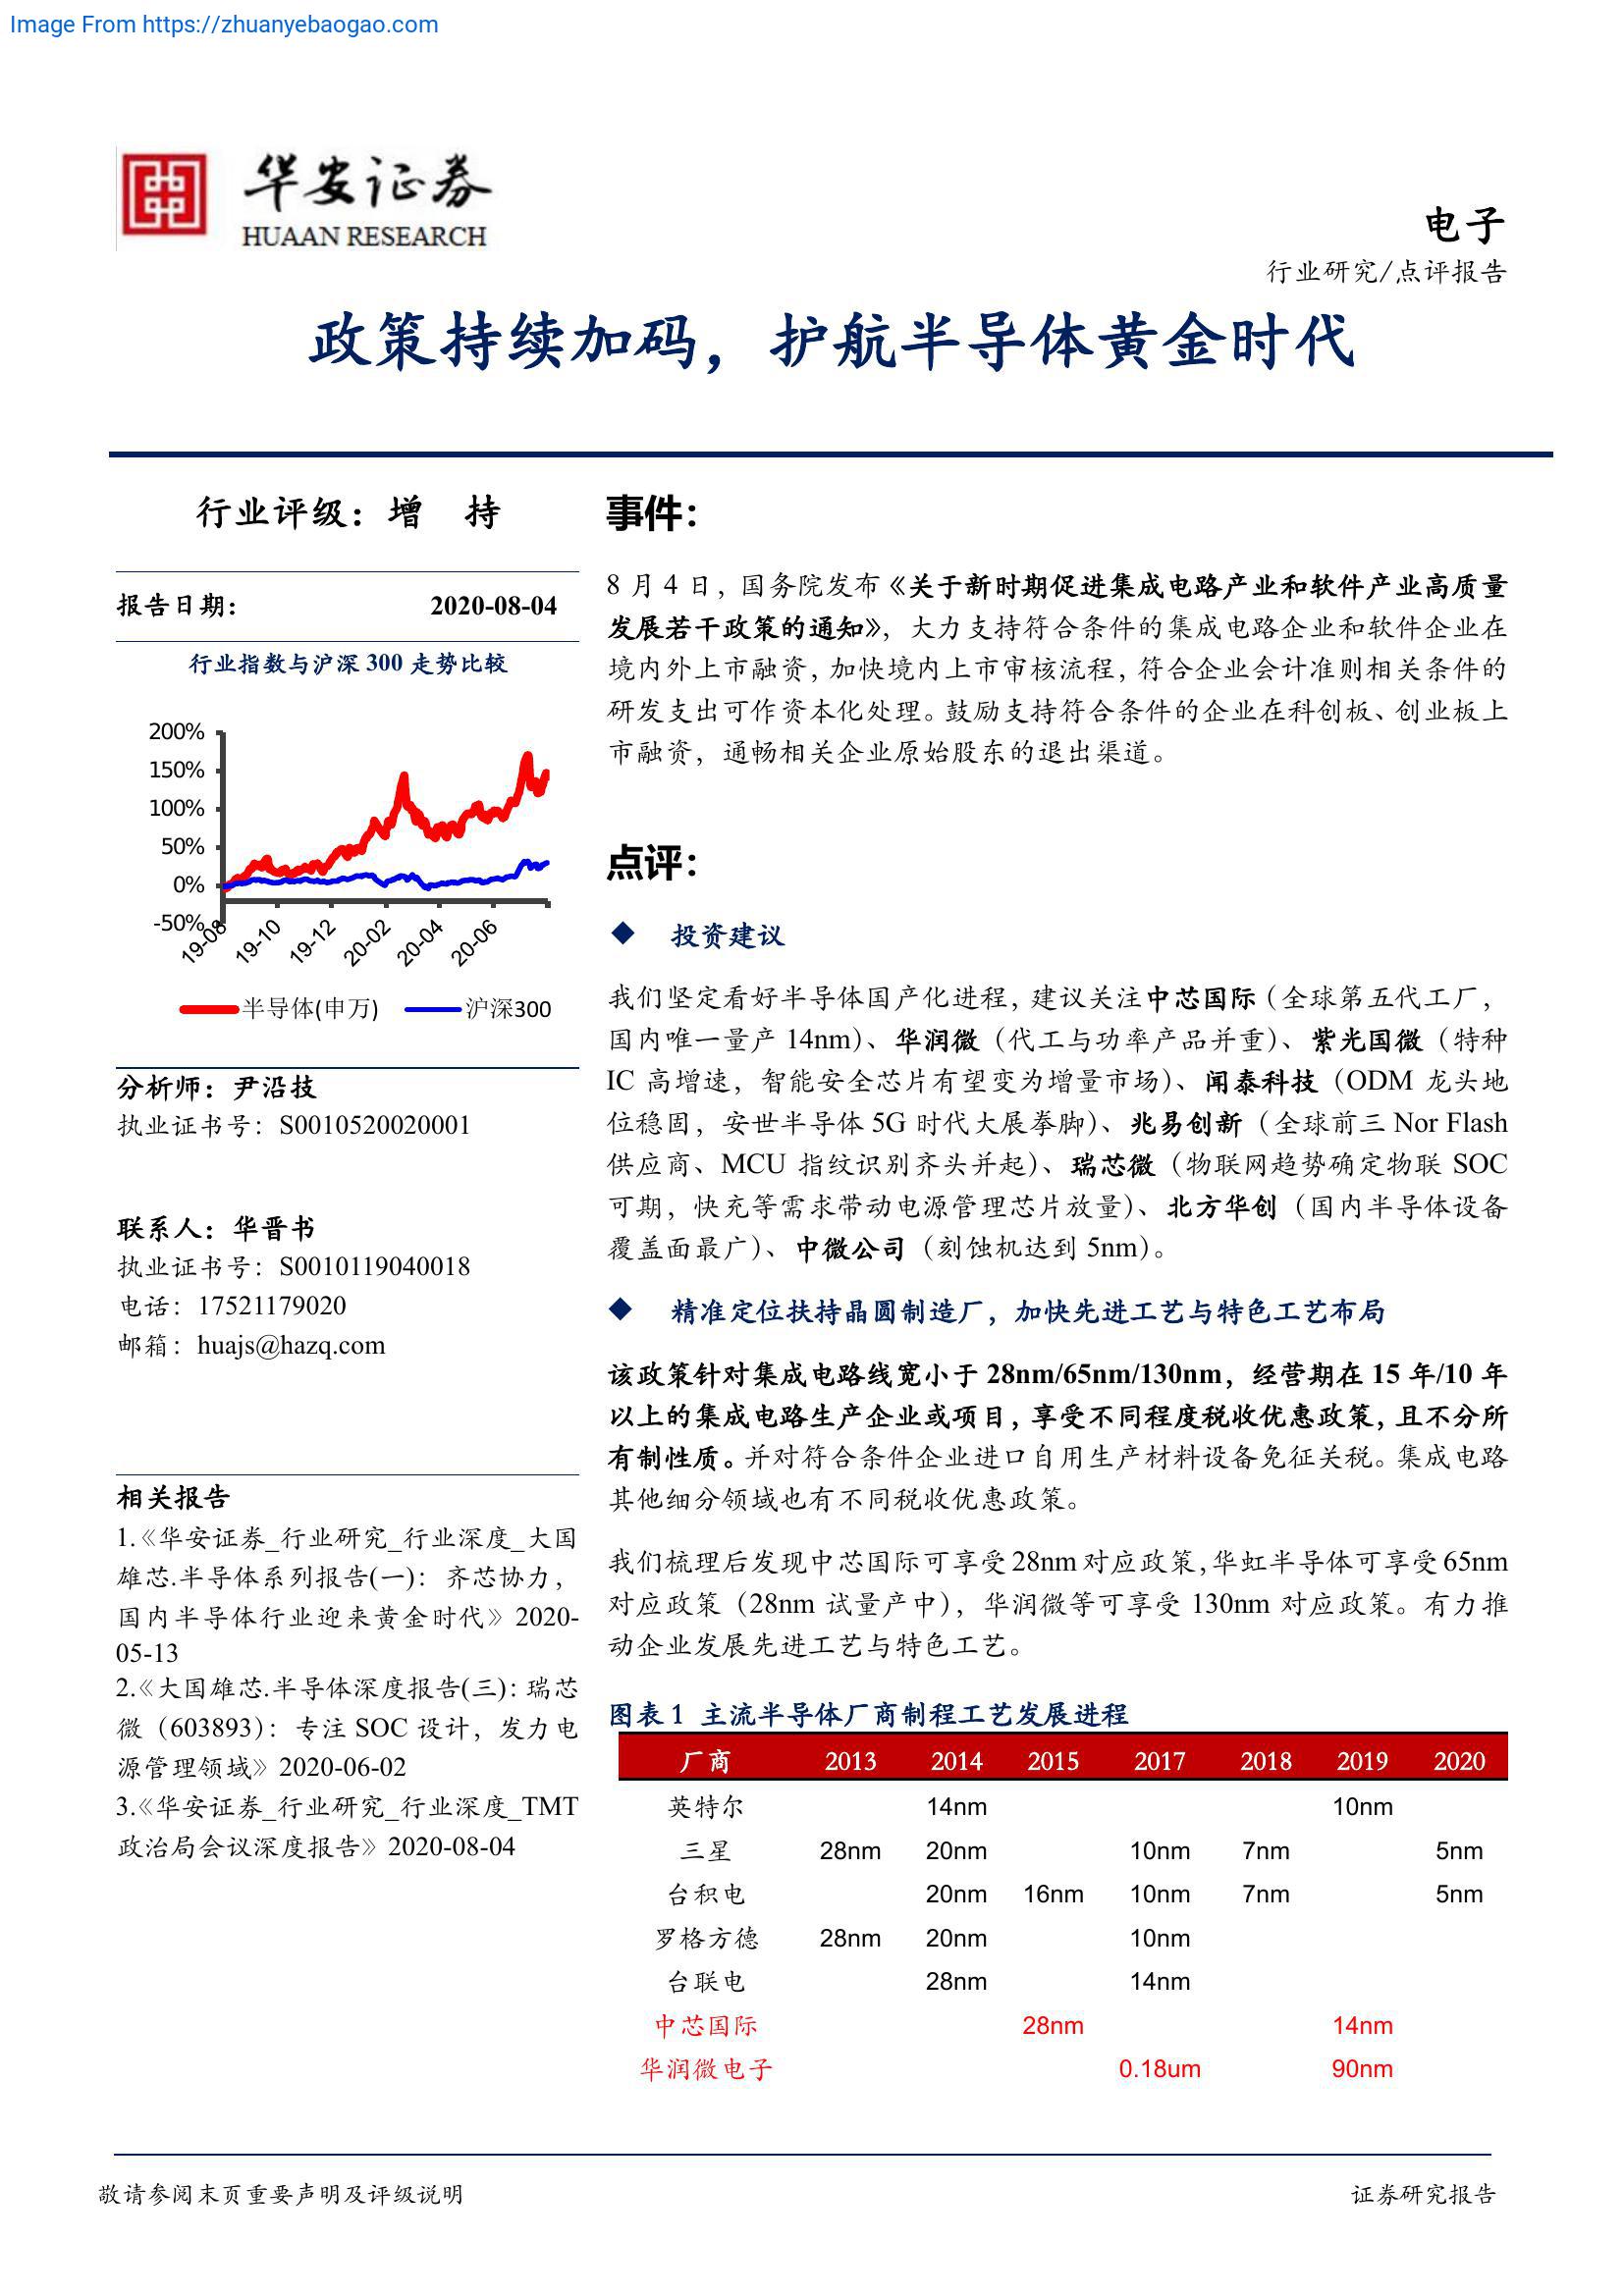 Image From https://zhuanyebaogao.com
华安证券
HUAAN RESEARCH
电子
行业研究/点评报告
政策持续加码，护航半导体黄金时代
行业评级：增 持
报告日期： 2020-08-04
行业指数与沪深 300 走势比较
200%
150%
100%
50%
0%
-50%
19-08
19-10
19-12
20-02
20-04
20-06
半导体(申万) 沪深300
分析师：尹沿技
执业证书号：S0010520020001
联系人：华晋书
执业证书号：S0010119040018
电话：17521179020
邮箱：huajs@hazq.com
相关报告
1.《华安证券_行业研究_行业深度_大国
雄芯.半导体系列报告(一)：齐芯协力，
国内半导体行业迎来黄金时代》2020-
05-13
2.《大国雄芯.半导体深度报告(三)：瑞芯
微（603893）：专注 SOC 设计，发力电
源管理领域》2020-06-02
3.《华安证券_行业研究_行业深度_TMT
政治局会议深度报告》2020-08-04
事件：
8 月 4 日，国务院发布《关于新时期促进集成电路产业和软件产业高质量
发展若干政策的通知》，大力支持符合条件的集成电路企业和软件企业在
境内外上市融资，加快境内上市审核流程，符合企业会计准则相关条件的
研发支出可作资本化处理。鼓励支持符合条件的企业在科创板、创业板上
市融资，通畅相关企业原始股东的退出渠道。
点评：
◆ 投资建议
我们坚定看好半导体国产化进程，建议关注中芯国际（全球第五代工厂，
国内唯一量产 14nm）、华润微（代工与功率产品并重）、紫光国微（特种
IC 高增速，智能安全芯片有望变为增量市场）、闻泰科技（ODM 龙头地
位稳固，安世半导体 5G 时代大展拳脚）、兆易创新（全球前三 Nor Flash
供应商、MCU 指纹识别齐头并起）、瑞芯微（物联网趋势确定物联 SOC
可期，快充等需求带动电源管理芯片放量）、北方华创（国内半导体设备
覆盖面最广）、中微公司（刻蚀机达到 5nm）。
◆ 精准定位扶持晶圆制造厂，加快先进工艺与特色工艺布局
该政策针对集成电路线宽小于 28nm/65nm/130nm，经营期在 15 年/10 年
以上的集成电路生产企业或项目，享受不同程度税收优惠政策，且不分所
有制性质。并对符合条件企业进口自用生产材料设备免征关税。集成电路
其他细分领域也有不同税收优惠政策。
我们梳理后发现中芯国际可享受28nm对应政策,华虹半导体可享受65nm
对应政策（28nm 试量产中），华润微等可享受 130nm 对应政策。有力推
动企业发展先进工艺与特色工艺。
图表 1 主流半导体厂商制程工艺发展进程
厂商 2013 2014 2015 2017 2018 2019 2020
英特尔 14nm 10nm
三星 28nm 20nm 10nm 7nm 5nm
台积电 20nm 16nm 10nm 7nm 5nm
罗格方德 28nm 20nm 10nm
台联电 28nm 14nm
中芯国际 28nm 14nm
华润微电子 0.18um 90nm
敬请参阅末页重要声明及评级说明 证券研究报告